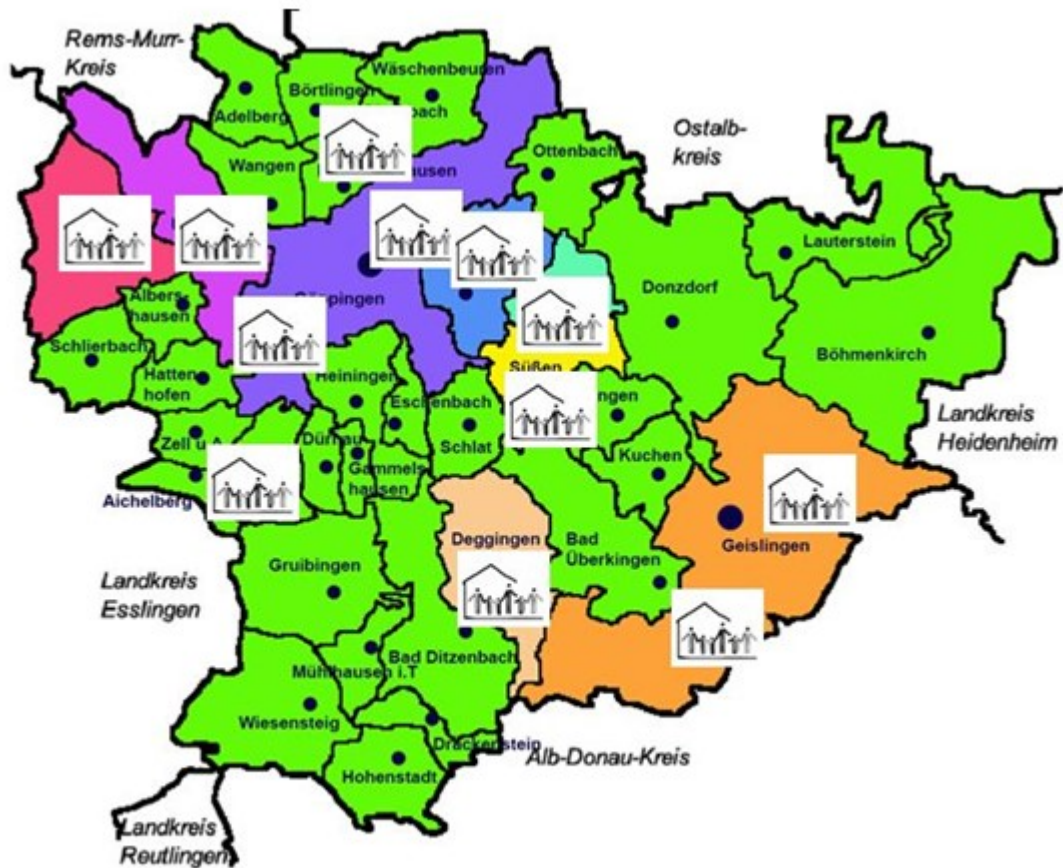 Rems-Murr-
Kreis
Wäschenbeuren
Börtlingen
bach
Adelberg
Ostalb-
kreis
Ottenbach
Wangen
ausen
Lauterstein
Albers-
hausen
Göppingen
Donzdorf
Schlierbach
Böhmenkirch
Hatten
hofen
Heiningen
Süßen
Eschenbach
ngen
Landkreis
Heidenheim
Zell u.A.
Dürnau
Schlat
Kuchen
Gammels
hausen
Aichelberg
Deggingen
Bad
Überkingen
Geislingen
Gruibingen
Landkreis
Esslingen
Mühlhausen i.T
Bad Ditzenbach
Wiesensteig
Drackenstein
Alb-Donau-Kreis
Hohenstadt
Landkreis
Reutlingen